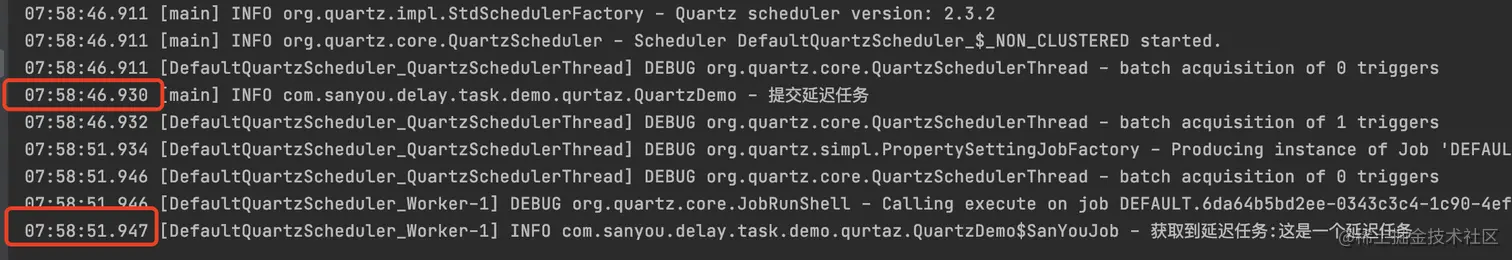 07:58:46.911 [main] INFO org.quartz.impl.StdSchedulerFactory - Quartz scheduler version: 2.3.2
07:58:46.911 [main] INFO org.quartz.core.QuartzScheduler - Scheduler DefaultQuartzScheduler_$_NON_CLUSTERED started.
07:58:46.911 [DefaultQuartzScheduler_QuartzSchedulerThread] DEBUG org.quartz.core.QuartzSchedulerThread - batch acquisition of 0 triggers
07:58:46.930 [main] INFO com.sanyou.delay.task.demo.qurtaz.QuartzDemo - 提交延迟任务
07:58:46.932 [DefaultQuartzScheduler_QuartzSchedulerThread] DEBUG org.quartz.core.QuartzSchedulerThread - batch acquisition of 1 triggers
07:58:51.934 [DefaultQuartzScheduler_QuartzSchedulerThread] DEBUG org.quartz.simpl.PropertySettingJobFactory - Producing instance of Job 'DEFAUL
07:58:51.946 [DefaultQuartzScheduler_QuartzSchedulerThread] DEBUG org.quartz.core.QuartzSchedulerThread - batch acquisition of 0 triggers
07:58:51.946 [DefaultQuartzScheduler_Worker-1] DEBUG org.quartz.core.JobRunShell - Calling execute on job DEFAULT.6da64b5bd2ee-0343c3c4-1c90-4ef
07:58:51.947 [DefaultQuartzScheduler_Worker-1] INFO com.sanyou.delay.task.demo.qurtaz.QuartzDemo$SanYouJob - 获取到延迟任务:这是一个延迟任务
@稀土掘金技术社区